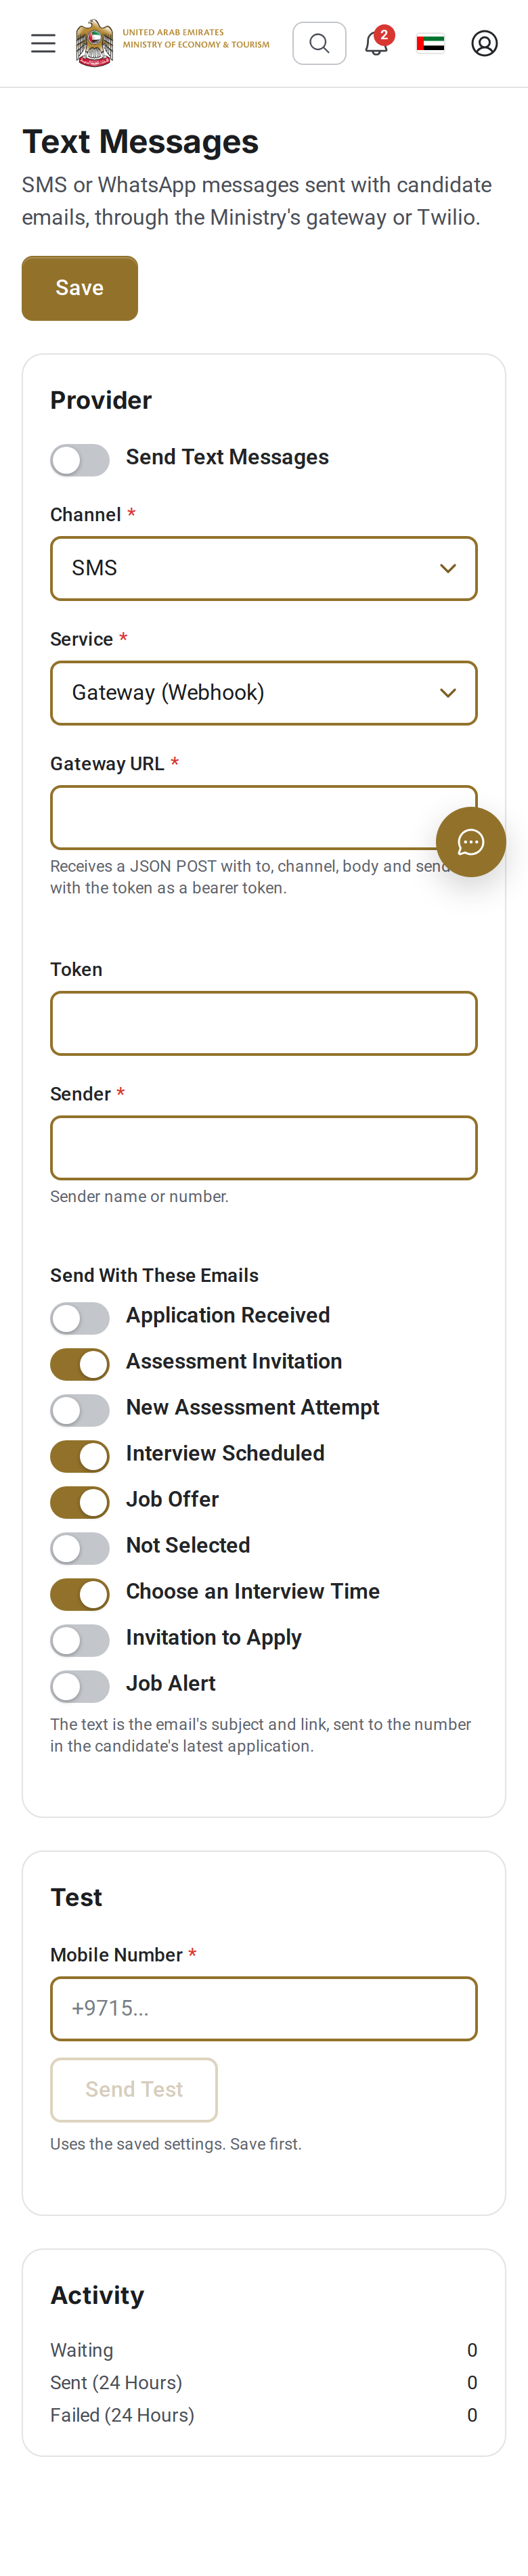 UNITED ARAB EMIRATES
MINISTRY OF ECONOMY & TOURISM
2
Text Messages
SMS or WhatsApp messages sent with candidate
emails, through the Ministry's gateway or Twilio.
Save
Provider
Send Text Messages
Channel *
SMS
Service *
Gateway (Webhook)
Gateway URL *
Receives a JSON POST with to, channel, body and
with the token as a bearer token.
Token
Sender *
Sender name or number.
Send With These Emails
Application Received
Assessment Invitation
New Assessment Attempt
Interview Scheduled
Job Offer
Not Selected
Choose an Interview Time
Invitation to Apply
Job Alert
The text is the email's subject and link, sent to the number
in the candidate's latest application.
Test
Mobile Number *
+9715...
Send Test
Uses the saved settings. Save first.
Activity
Waiting 0
Sent (24 Hours) 0
Failed (24 Hours) 0